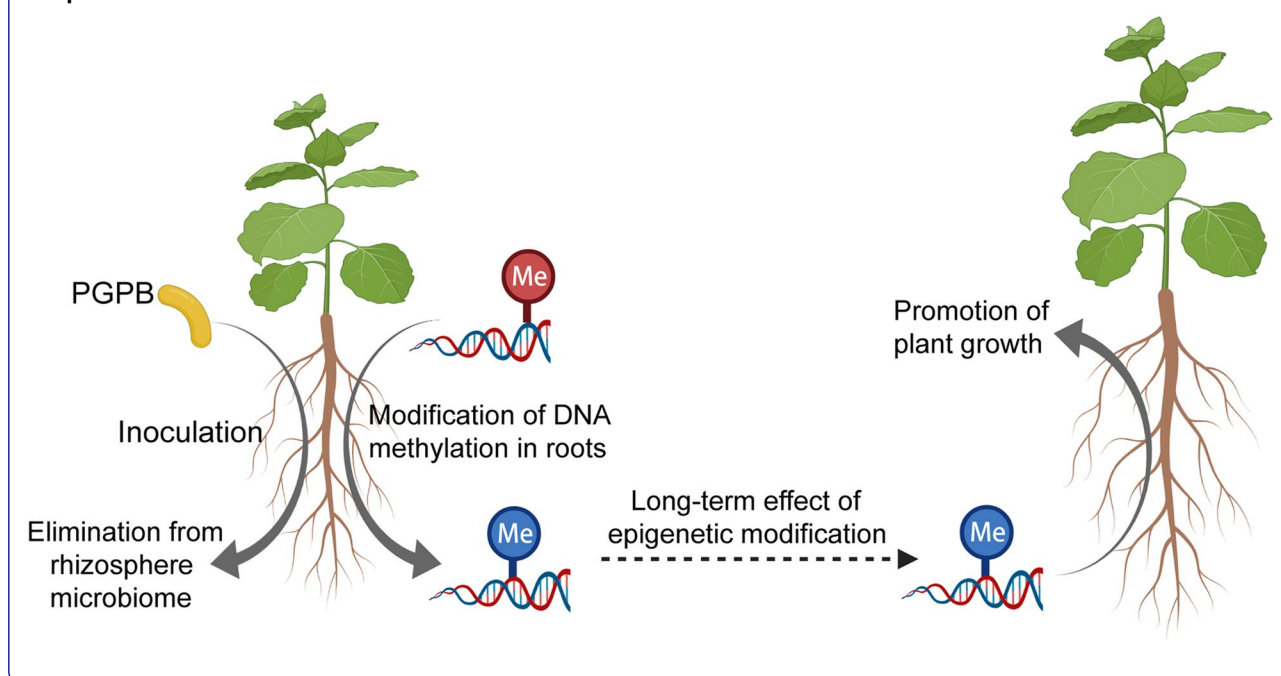 Me
PGPB
Inoculation
Modification of DNA
methylation in roots
Elimination from
rhizosphere
microbiome
Me
Long-term effect of
epigenetic modification
Me
Promotion of
plant growth